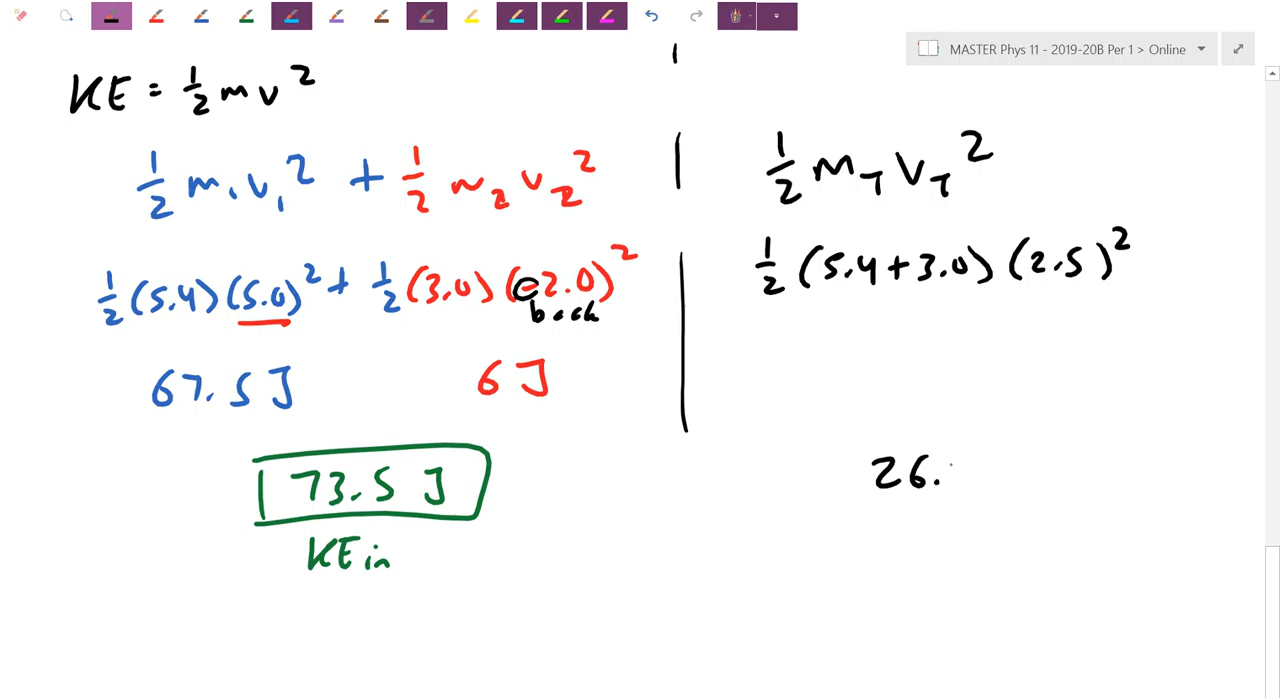 MASTER Phys 11 - 2019-20B Per 1 > Online
KE = ½mv²
½m₁v₁² + ½m₂v₂²
½(5.4)(5.0)² + ½(3.0)(-2.0)²
back
67.5 J 6 J
73.5 J
KE in
½m_Tv_T²
½(5.4+3.0)(2.5)²
26.